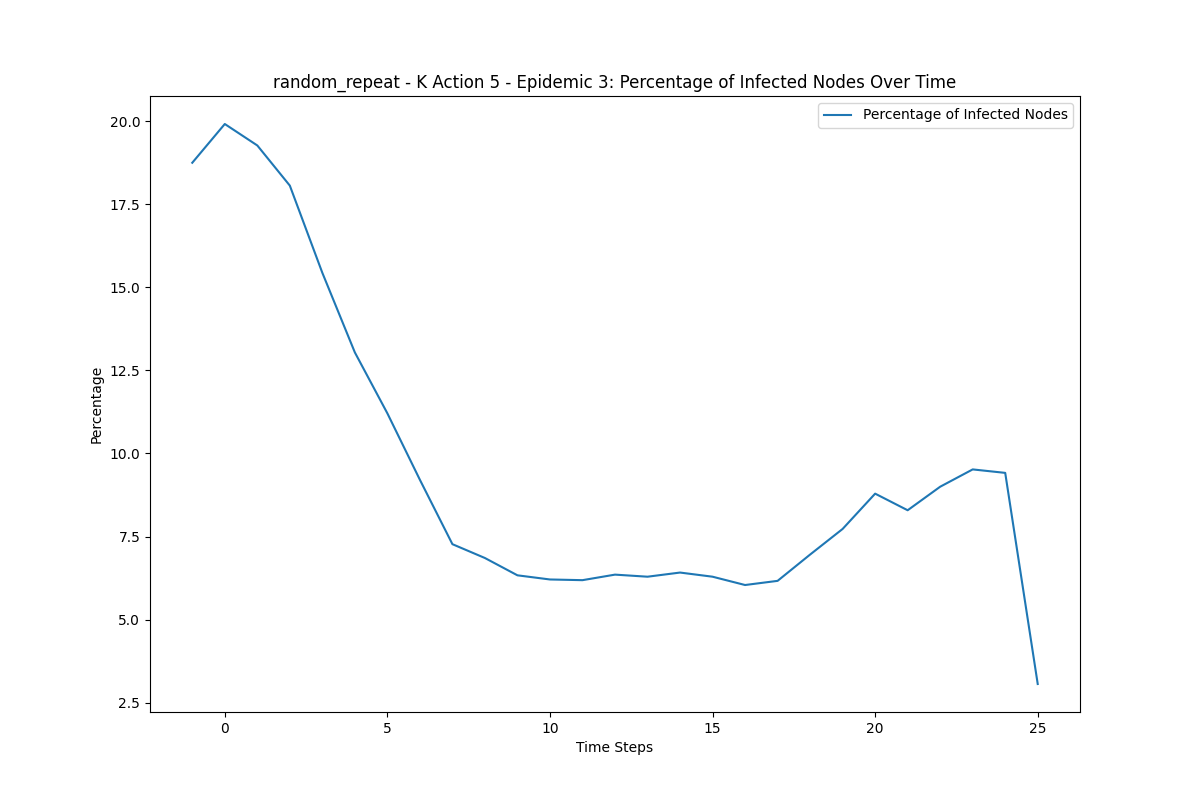 random_repeat - K Action 5 - Epidemic 3: Percentage of Infected Nodes Over Time
Percentage of Infected Nodes
20.0
17.5
15.0
12.5
10.0
7.5
5.0
2.5
Percentage
0 5 10 15 20 25
Time Steps